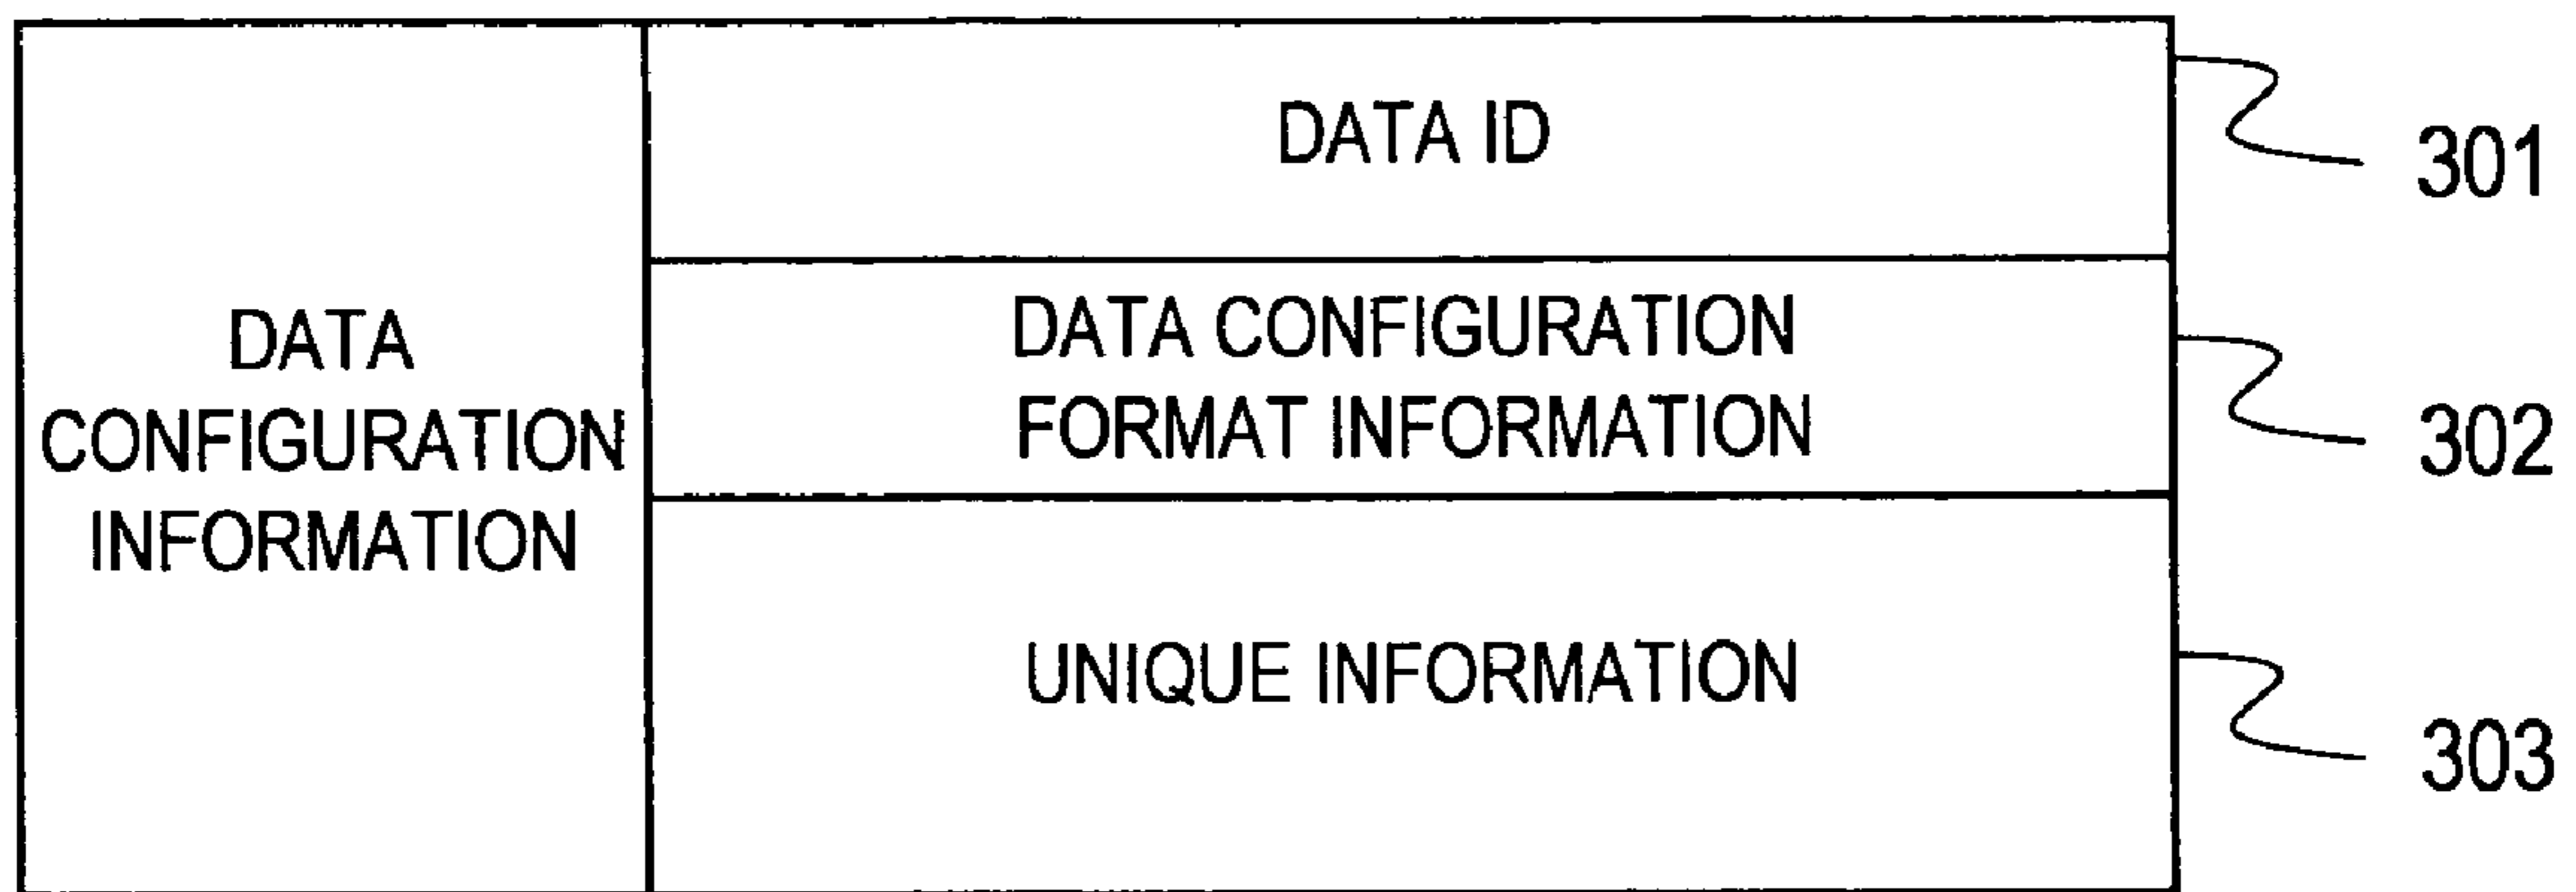 DATA
CONFIGURATION
INFORMATION
DATA ID
301
DATA CONFIGURATION
FORMAT INFORMATION
302
UNIQUE INFORMATION
303